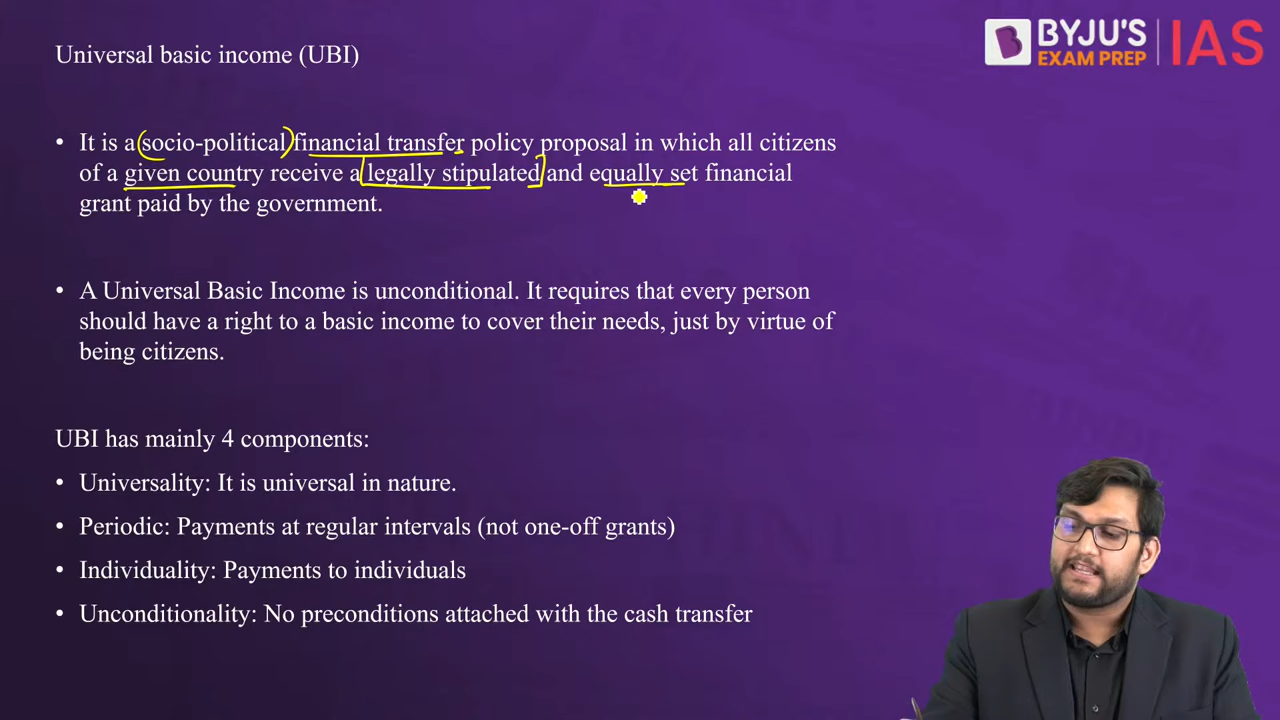 Universal basic income (UBI)
BYJU'S
EXAM PREP
IAS
• It is a socio-political financial transfer policy proposal in which all citizens
of a given country receive a legally stipulated and equally set financial
grant paid by the government.
• A Universal Basic Income is unconditional. It requires that every person
should have a right to a basic income to cover their needs, just by virtue of
being citizens.
UBI has mainly 4 components:
• Universality: It is universal in nature.
• Periodic: Payments at regular intervals (not one-off grants)
• Individuality: Payments to individuals
• Unconditionality: No preconditions attached with the cash transfer